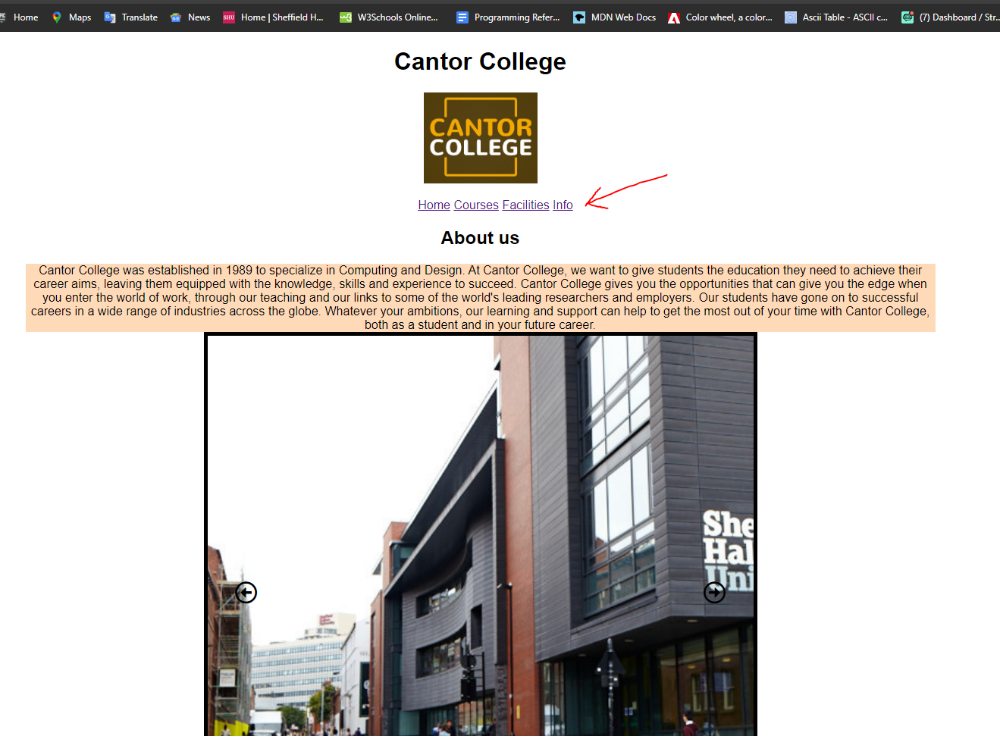 Home Maps Translate News SHU Home | Sheffield H... W3Schools Online... Programming Refer... MDN Web Docs Color wheel, a color... Ascii Table - ASCII c... (7) Dashboard / Str...
Cantor College
CANTOR
COLLEGE
Home Courses Facilities Info
About us
Cantor College was established in 1989 to specialize in Computing and Design. At Cantor College, we want to give students the education they need to achieve their
career aims, leaving them equipped with the knowledge, skills and experience to succeed. Cantor College gives you the opportunities that can give you the edge when
you enter the world of work, through our teaching and our links to some of the world's leading researchers and employers. Our students have gone on to successful
careers in a wide range of industries across the globe. Whatever your ambitions, our learning and support can help to get the most out of your time with Cantor College,
both as a student and in your future career.
She
Hal
Uni